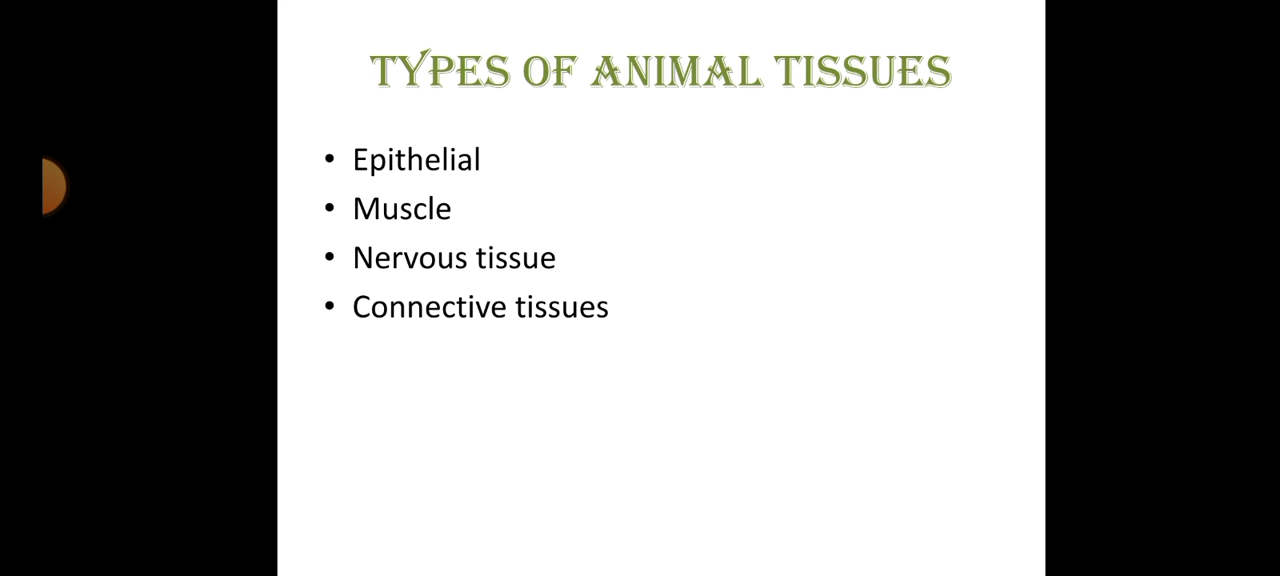 TYPES OF ANIMAL TISSUES
• Epithelial
• Muscle
• Nervous tissue
• Connective tissues